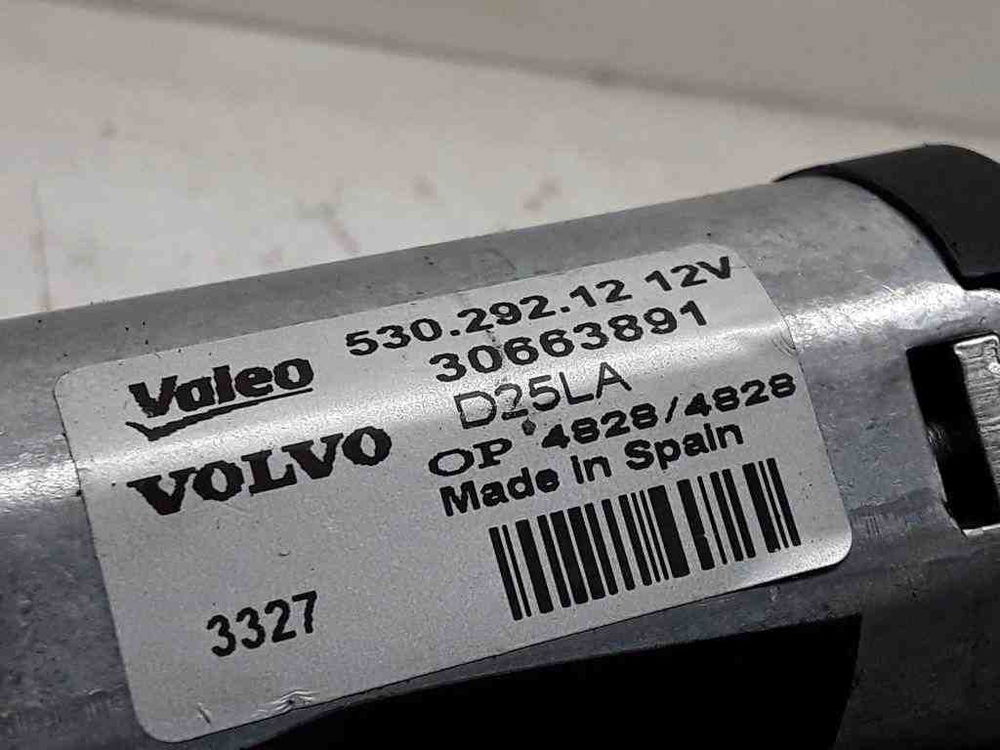 Valeo
530.292.12 12V
30663891
D25LA
VOLVO
OP 4828/4828
Made in Spain
3327